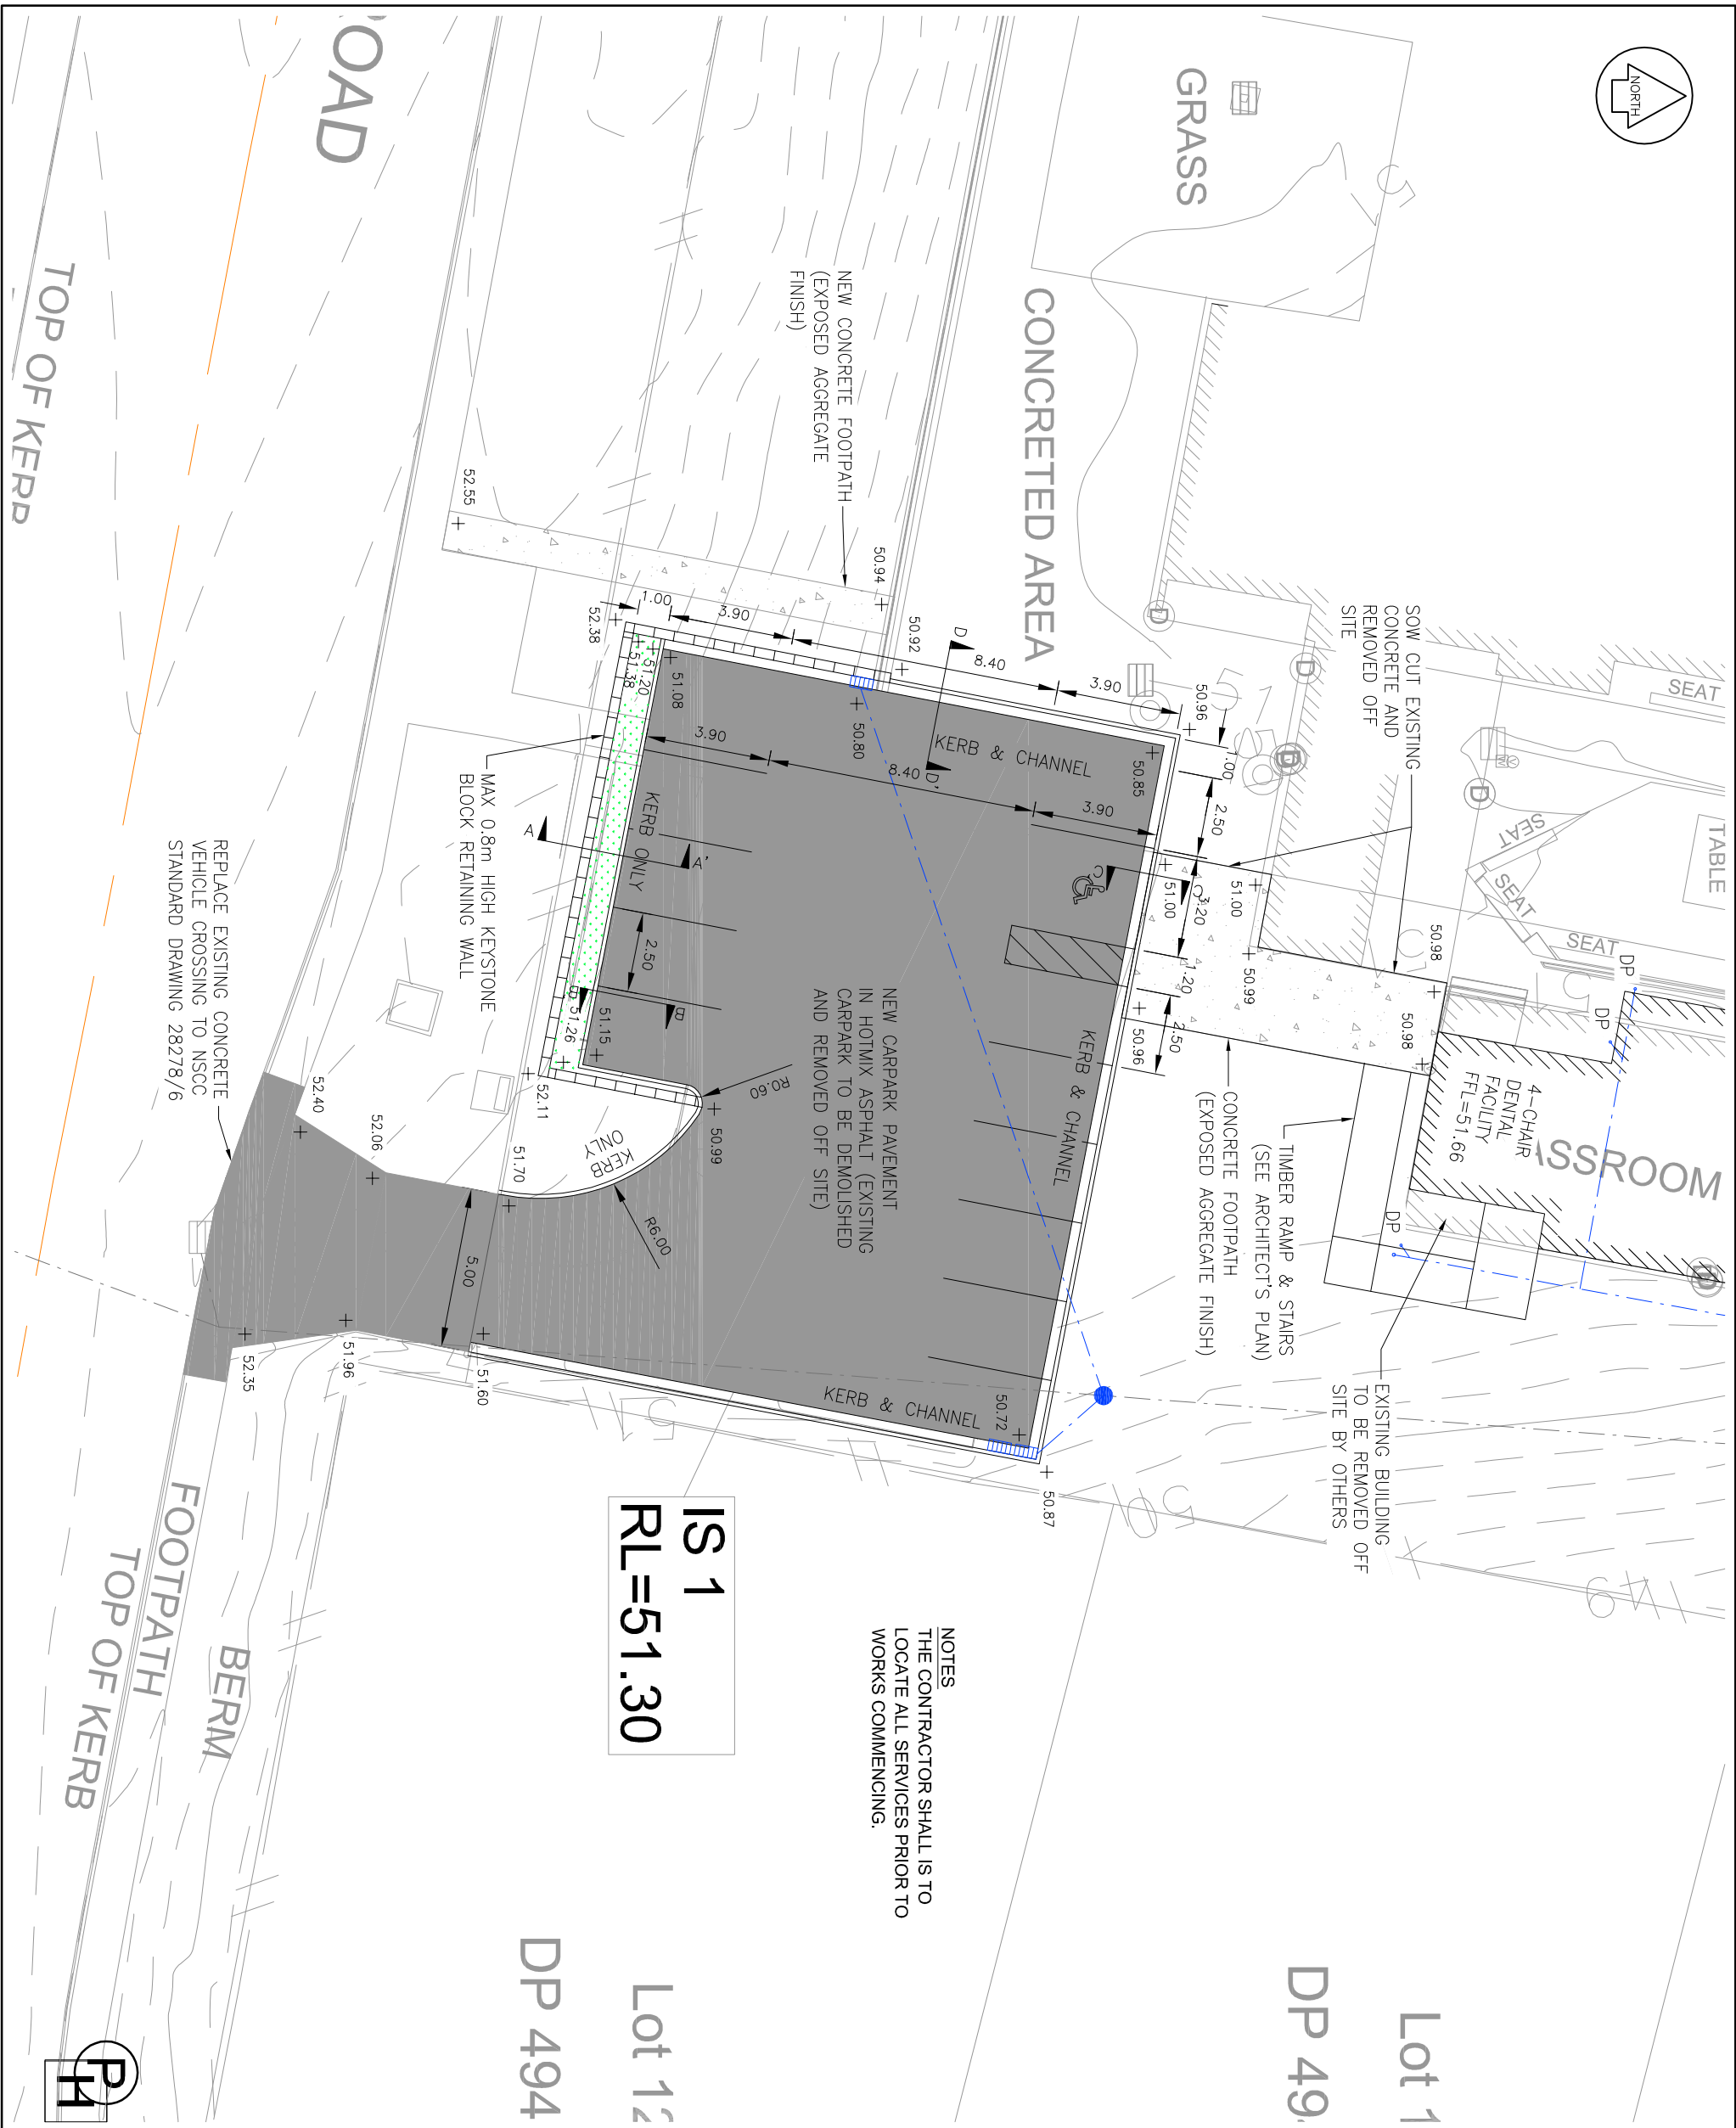 NORTH
GRASS
CONCRETED AREA
ROAD
TOP OF KERB
NEW CONCRETE FOOTPATH
(EXPOSED AGGREGATE
FINISH)
SOW CUT EXISTING
CONCRETE AND
REMOVED OFF
SITE
SEAT
TABLE
SEAT
SEAT
SEAT
DP
DP
DP
D
D
D
D
D
4-CHAIR
DENTAL
FACILITY
FFL=51.66
ASSROOM
TIMBER RAMP & STAIRS
(SEE ARCHITECT'S PLAN)
CONCRETE FOOTPATH
(EXPOSED AGGREGATE FINISH)
EXISTING BUILDING
TO BE REMOVED OFF
SITE BY OTHERS
50.98
50.98
50.99
51.00
51.00
50.96
50.96
50.92
50.94
52.55
52.38
51.38
51.20
51.08
50.80
50.85
1.00
3.90
8.40
3.90
1.00
2.50
3.20
1.20
2.50
3.90
8.40
3.90
D
D'
C
C'
A
A'
B
KERB & CHANNEL
KERB & CHANNEL
KERB & CHANNEL
KERB ONLY
2.50
51.15
51.26
52.11
50.99
R0.60
R6.00
KERB
ONLY
51.70
5.00
51.60
51.96
52.06
52.40
52.35
50.72
50.87
NEW CARPARK PAVEMENT
IN HOTMIX ASPHALT (EXISTING
CARPARK TO BE DEMOLISHED
AND REMOVED OFF SITE)
MAX 0.8m HIGH KEYSTONE
BLOCK RETAINING WALL
REPLACE EXISTING CONCRETE
VEHICLE CROSSING TO NSCC
STANDARD DRAWING 28278/6
IS 1
RL=51.30
NOTES
THE CONTRACTOR SHALL IS TO
LOCATE ALL SERVICES PRIOR TO
WORKS COMMENCING.
51
50
49
FOOTPATH
TOP OF KERB
BERM
Lot 12
DP 494
Lot 1
DP 49
PH